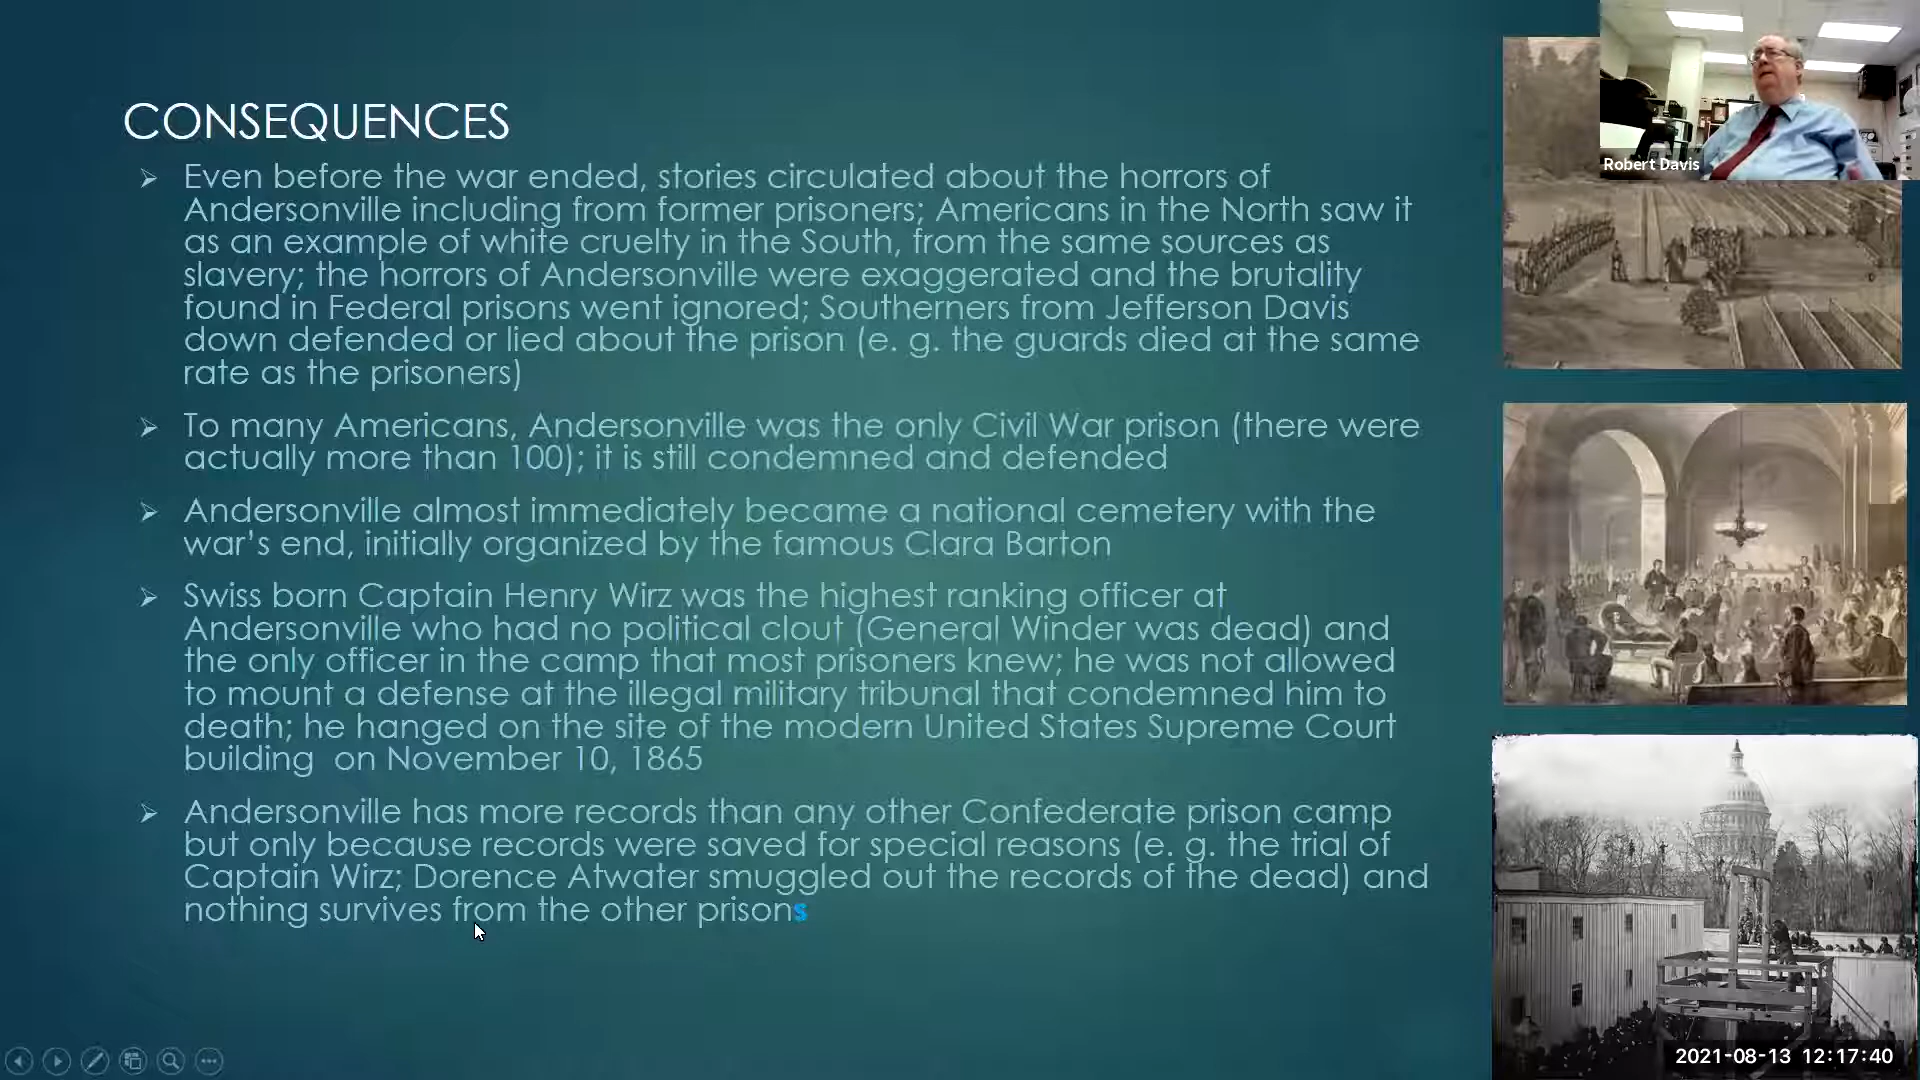 CONSEQUENCES
Even before the war ended, stories circulated about the horrors of
Andersonville including from former prisoners; Americans in the North saw it
as an example of white cruelty in the South, from the same sources as
slavery; the horrors of Andersonville were exaggerated and the brutality
found in Federal prisons went ignored; Southerners from Jefferson Davis
down defended or lied about the prison (e. g. the guards died at the same
rate as the prisoners)
To many Americans, Andersonville was the only Civil War prison (there were
actually more than 100); it is still condemned and defended
Andersonville almost immediately became a national cemetery with the
war's end, initially organized by the famous Clara Barton
Swiss born Captain Henry Wirz was the highest ranking officer at
Andersonville who had no political clout (General Winder was dead) and
the only officer in the camp that most prisoners knew; he was not allowed
to mount a defense at the illegal military tribunal that condemned him to
death; he hanged on the site of the modern United States Supreme Court
building  on November 10, 1865
Andersonville has more records than any other Confederate prison camp
but only because records were saved for special reasons (e. g. the trial of
Captain Wirz; Dorence Atwater smuggled out the records of the dead) and
nothing survives from the other prisons
Robert Davis
2021-08-13 12:17:40